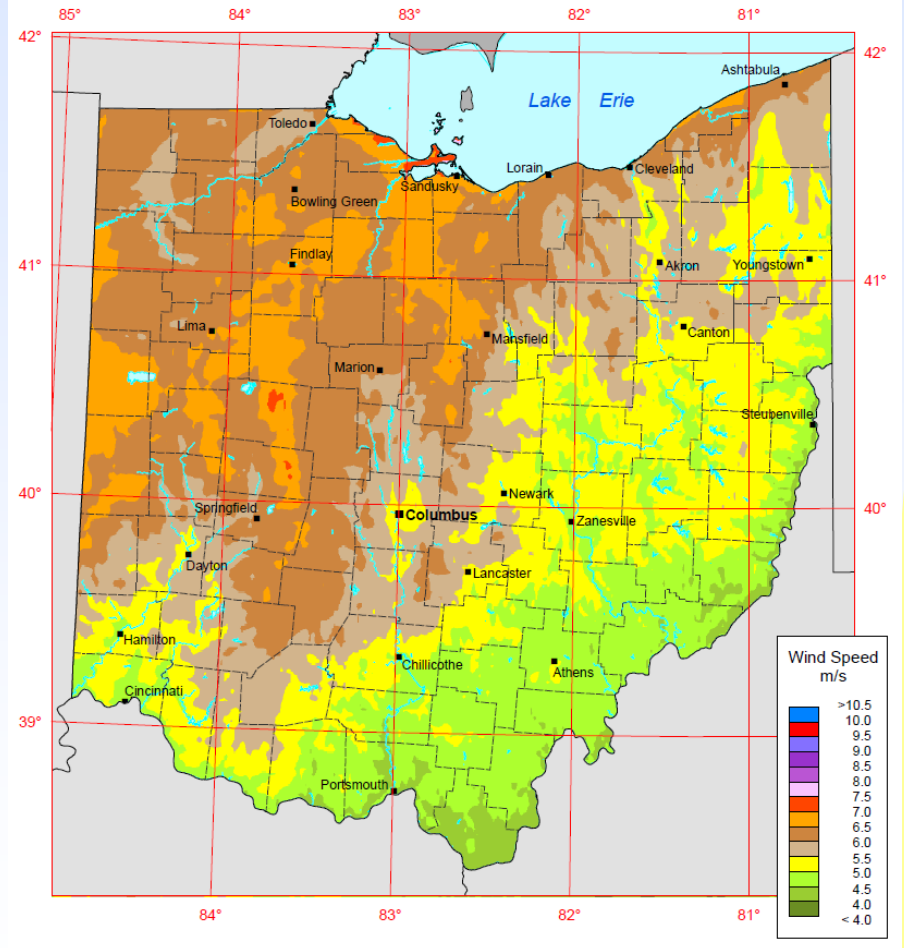 85° 84° 83° 82° 81°
42° 42°
Ashtabula
Lake Erie
Toledo
Lorain Cleveland
Sandusky
Bowling Green
Findlay
41° 41°
Akron Youngstown
Lima
Mansfield Canton
Marion
Steubenville
40° 40°
Newark
Springfield
Columbus
Zanesville
Dayton
Lancaster
Hamilton
Chillicothe
Athens
Cincinnati
39°
Portsmouth
Wind Speed
m/s
>10.5
10.0
9.5
9.0
8.5
8.0
7.5
7.0
6.5
6.0
5.5
5.0
4.5
4.0
< 4.0
84° 83° 82° 81°